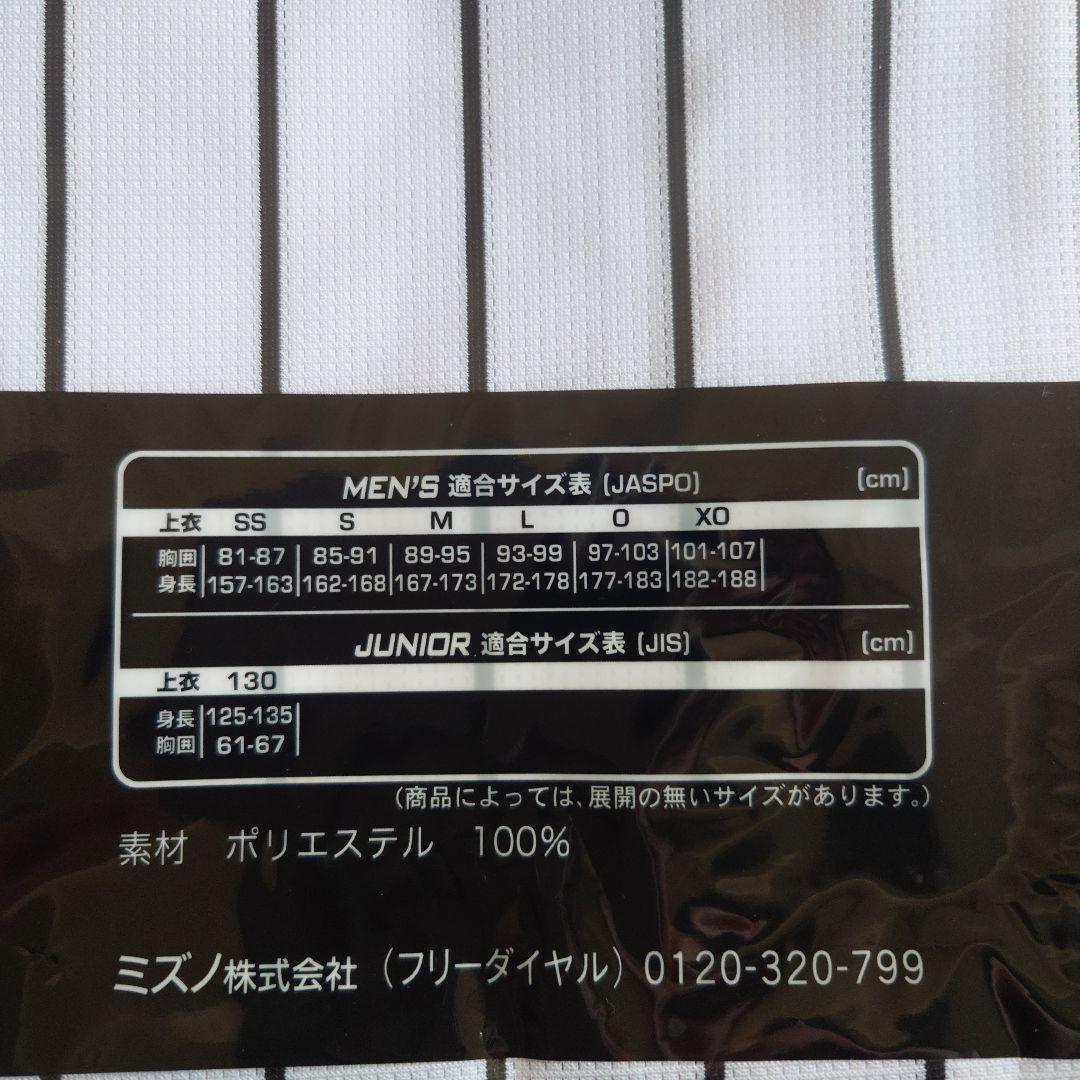 MEN'S 適合サイズ表 (JASPO) [cm]
上衣 SS S M L O XO
胸囲 81-87 85-91 89-95 93-99 97-103 101-107
身長 157-163 162-168 167-173 172-178 177-183 182-188
JUNIOR 適合サイズ表 (JIS) [cm]
上衣 130
身長 125-135
胸囲 61-67
(商品によっては、展開の無いサイズがあります。)
素材 ポリエステル 100%
ミズノ株式会社 (フリーダイヤル) 0120-320-799